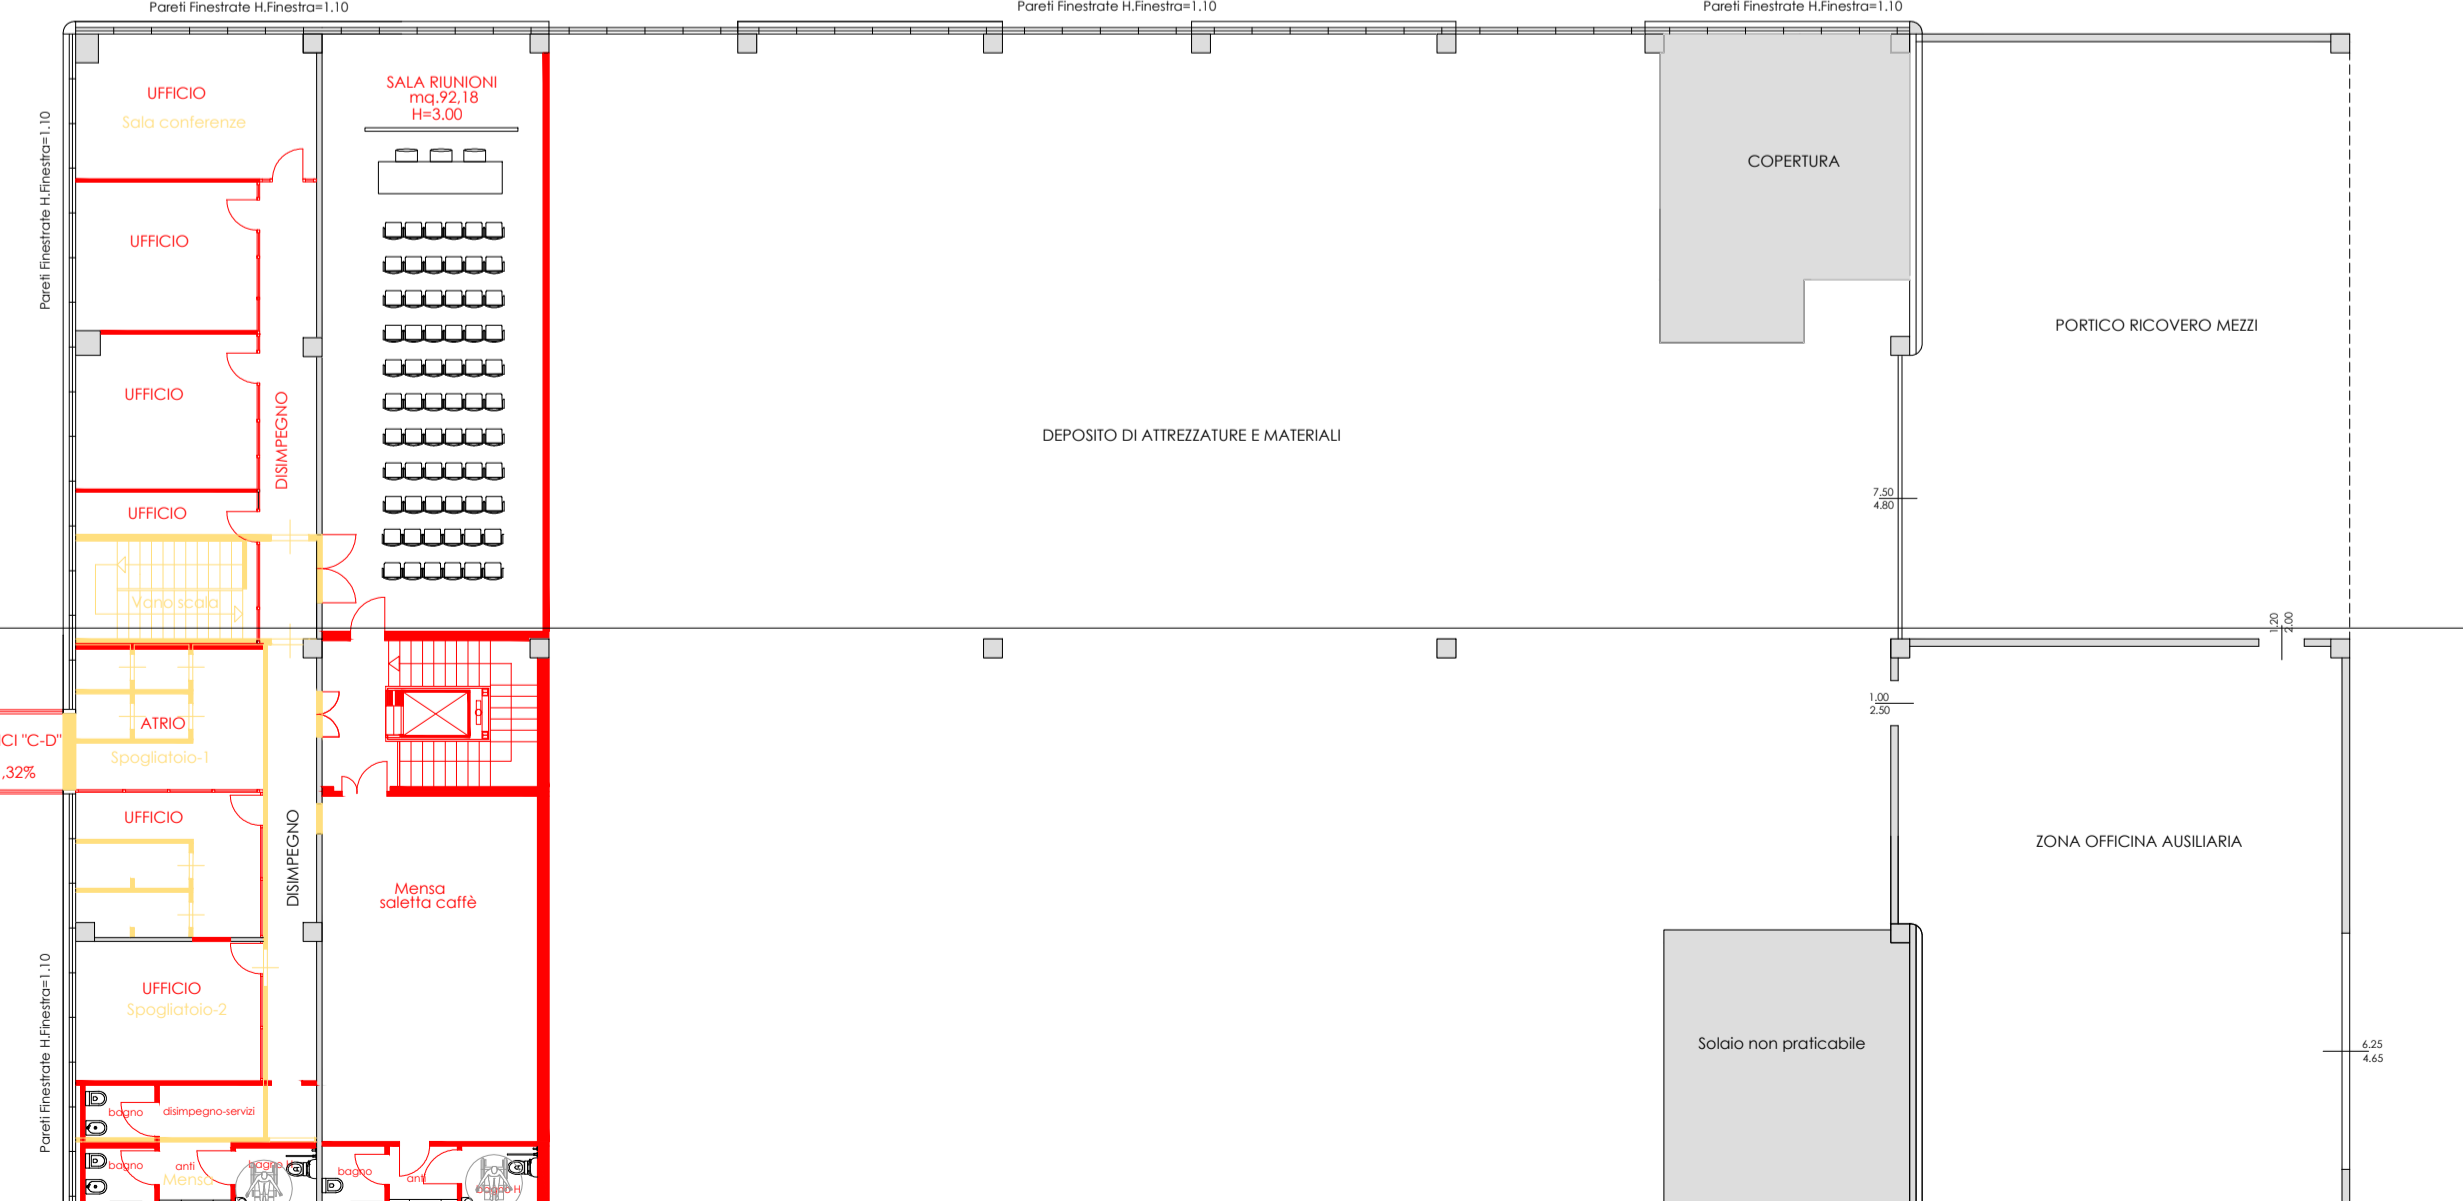 Pareti Finestrate H.Finestra=1.10
Pareti Finestrate H.Finestra=1.10
Pareti Finestrate H.Finestra=1.10
Pareti Finestrate H.Finestra=1.10
UFFICIO
Sala conferenze
SALA RIUNIONI
mq.92,18
H=3.00
COPERTURA
UFFICIO
PORTICO RICOVERO MEZZI
UFFICIO
DISIMPEGNO
DEPOSITO DI ATTREZZATURE E MATERIALI
7.50
4.80
UFFICIO
Vano scala
1.20
2.00
1.00
2.50
ATRIO
Spogliatoio-1
ICI "C-D"
,32%
UFFICIO
DISIMPEGNO
Mensa
saletta caffè
ZONA OFFICINA AUSILIARIA
UFFICIO
Spogliatoio-2
Pareti Finestrate H.Finestra=1.10
Solaio non praticabile
6.25
4.65
bagno
disimpegno-servizi
bagno
anti
bagno H
Mensa
bagno
anti
bagno H